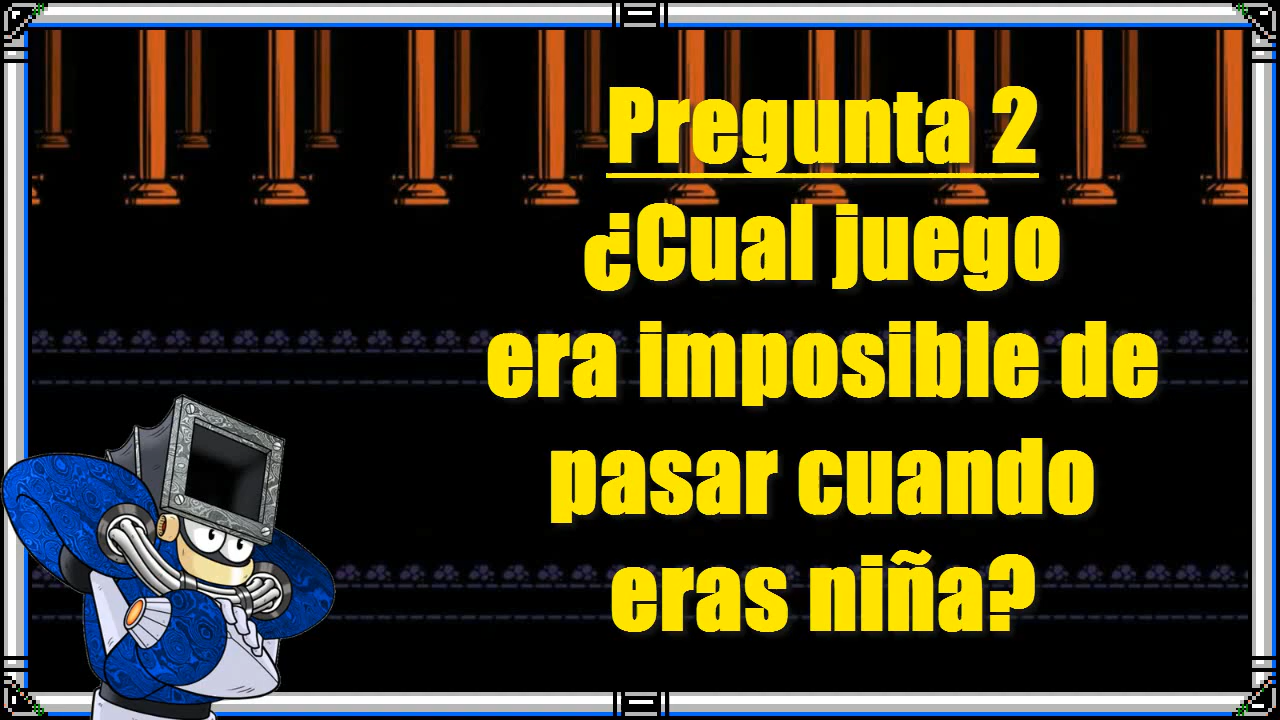 Pregunta 2
¿Cual juego
era imposible de
pasar cuando
eras niña?